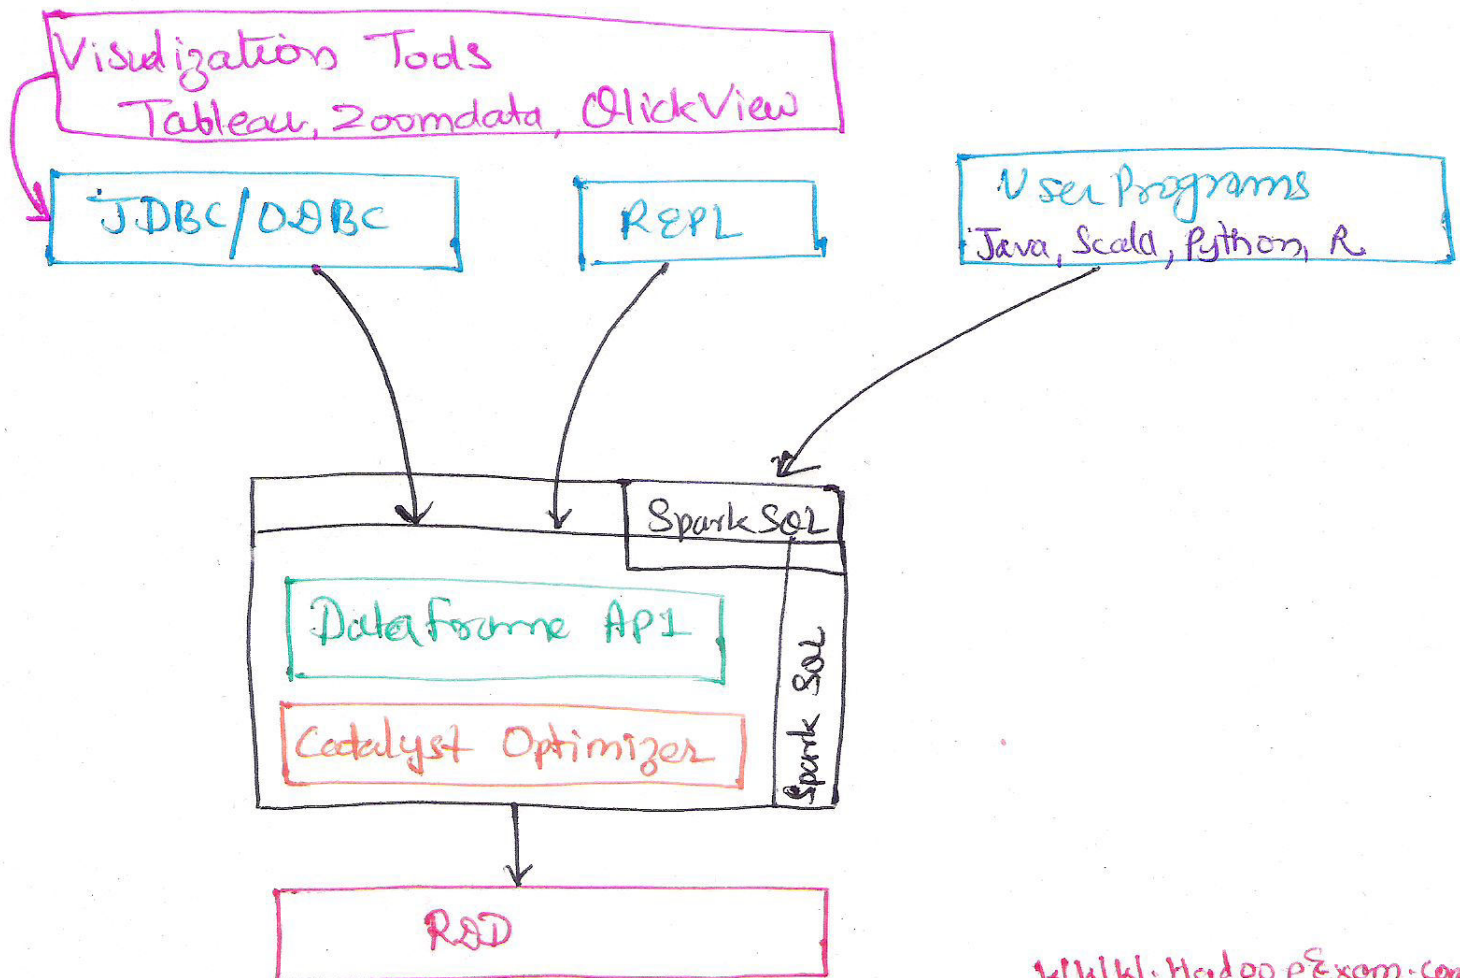 Visualization Tools
Tableau, Zoomdata, QlickView
JDBC/ODBC
REPL
User Programs
Java, Scala, Python, R
Spark SQL
DataFrame API
Spark SQL
Catalyst Optimizer
RDD
www.HadoopExam.com